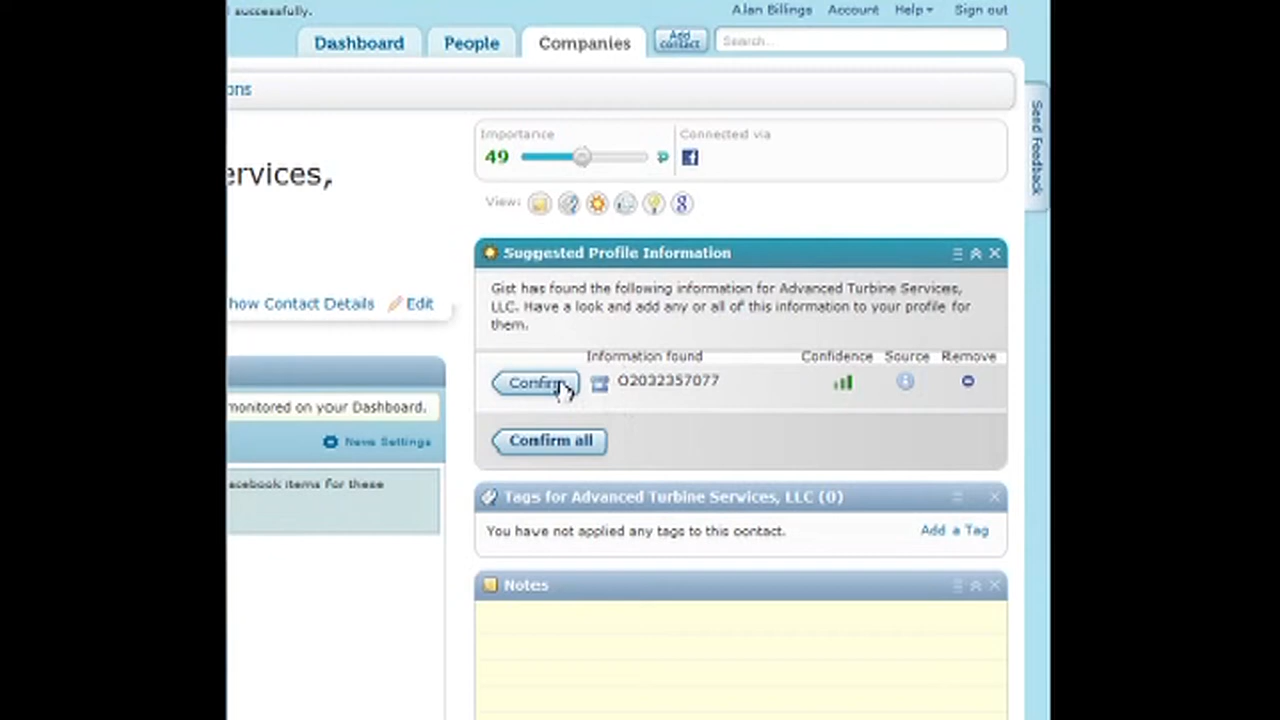 successfully.
Alan Billings Account Help Sign out
Dashboard People Companies Add contact Search...
ons
Importance Connected via
49
ervices,
View:
Suggested Profile Information
Gist has found the following information for Advanced Turbine Services,
LLC. Have a look and add any or all of this information to your profile for
them.
how Contact Details Edit
Information found Confidence Source Remove
Confirm O2032357077
monitored on your Dashboard.
News Settings
Confirm all
acebook items for these
Tags for Advanced Turbine Services, LLC (0)
You have not applied any tags to this contact. Add a Tag
Notes
Send Feedback